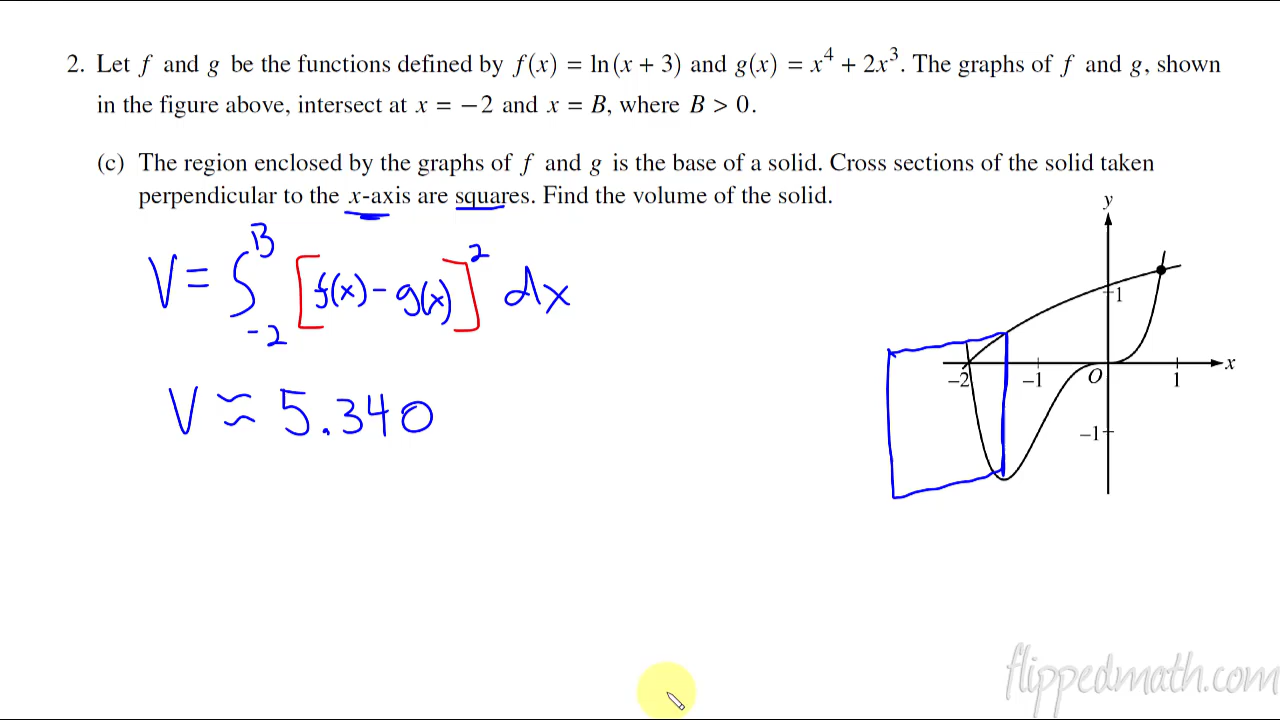 2. Let f and g be the functions defined by f(x) = ln(x + 3) and g(x) = x⁴ + 2x³. The graphs of f and g, shown
in the figure above, intersect at x = −2 and x = B, where B > 0.
(c) The region enclosed by the graphs of f and g is the base of a solid. Cross sections of the solid taken
perpendicular to the x-axis are squares. Find the volume of the solid.
V = ∫₋₂ᴮ [f(x) − g(x)]² dx
V ≈ 5.340
y
1
−2 −1 O 1 x
−1
flippedmath.com